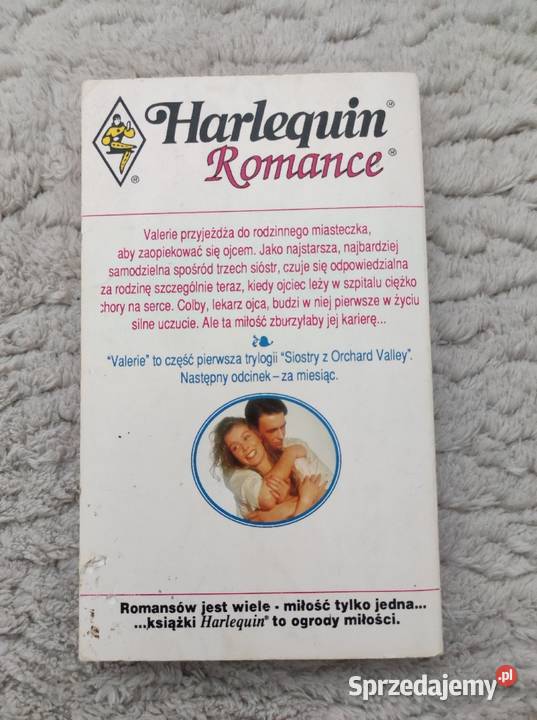 Harlequin®
Romance®
®
Valerie przyjeżdża do rodzinnego miasteczka,
aby zaopiekować się ojcem. Jako najstarsza, najbardziej
samodzielna spośród trzech sióstr, czuje się odpowiedzialna
za rodzinę szczególnie teraz, kiedy ojciec leży w szpitalu ciężko
chory na serce. Colby, lekarz ojca, budzi w niej pierwsze w życiu
silne uczucie. Ale ta miłość zburzyłaby jej karierę...
"Valerie" to część pierwsza trylogii "Siostry z Orchard Valley".
Następny odcinek – za miesiąc.
Romansów jest wiele - miłość tylko jedna...
...książki Harlequin® to ogrody miłości.
Sprzedajemy.pl